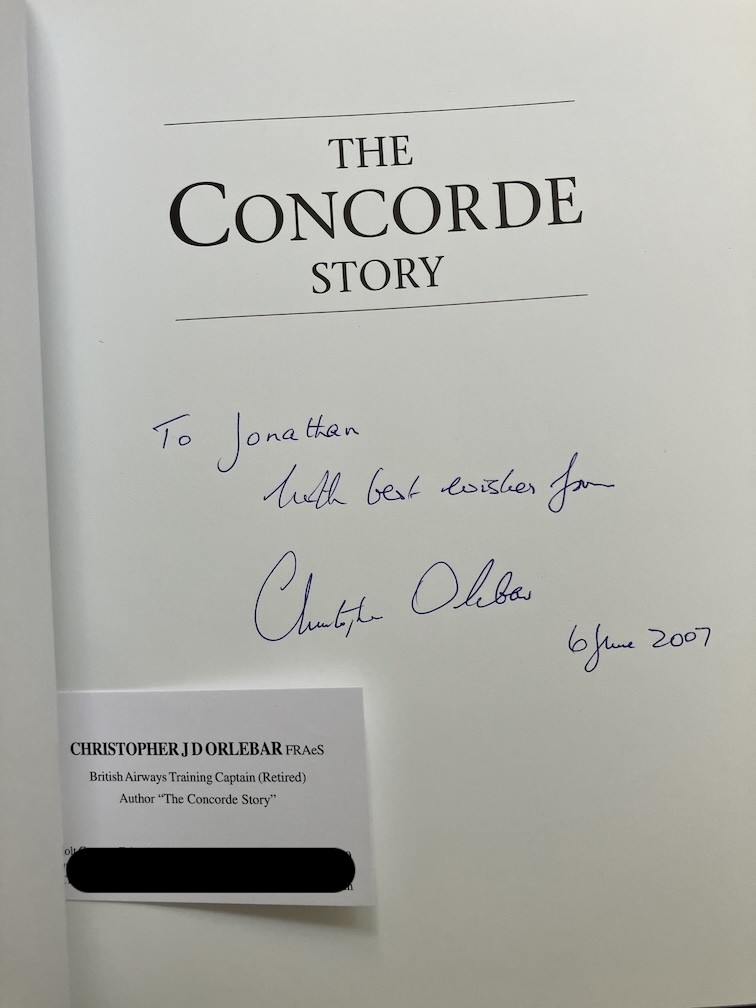 THE
CONCORDE
STORY
To Jonathan
with best wishes from
Christopher Orlebar
6 June 2007
CHRISTOPHER J D ORLEBAR FRAeS
British Airways Training Captain (Retired)
Author “The Concorde Story”